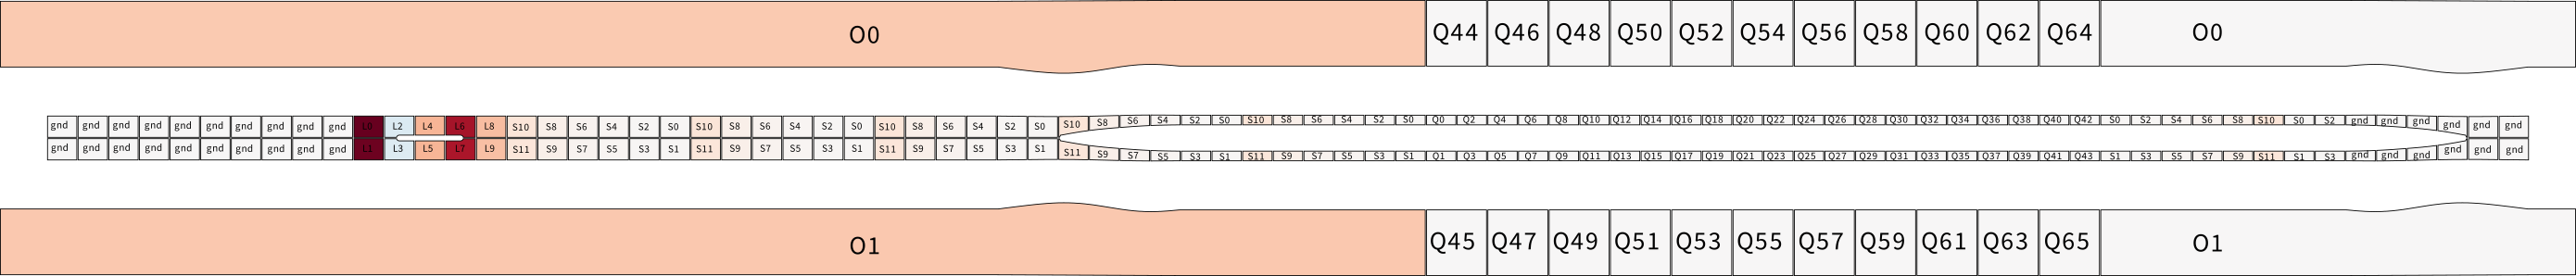 O0 Q44 Q46 Q48 Q50 Q52 Q54 Q56 Q58 Q60 Q62 Q64 O0
gnd gnd gnd gnd gnd gnd gnd gnd gnd gnd L0 L2 L4 L6 L8 S10 S8 S6 S4 S2 S0 S10 S8 S6 S4 S2 S0 S10 S8 S6 S4 S2 S0 S10 S8 S6 S4 S2 S0 S10 S8 S6 S4 S2 S0 Q0 Q2 Q4 Q6 Q8 Q10 Q12 Q14 Q16 Q18 Q20 Q22 Q24 Q26 Q28 Q30 Q32 Q34 Q36 Q38 Q40 Q42 S0 S2 S4 S6 S8 S10 S0 S2 gnd gnd gnd gnd gnd gnd
gnd gnd gnd gnd gnd gnd gnd gnd gnd gnd L1 L3 L5 L7 L9 S11 S9 S7 S5 S3 S1 S11 S9 S7 S5 S3 S1 S11 S9 S7 S5 S3 S1 S11 S9 S7 S5 S3 S1 S11 S9 S7 S5 S3 S1 Q1 Q3 Q5 Q7 Q9 Q11 Q13 Q15 Q17 Q19 Q21 Q23 Q25 Q27 Q29 Q31 Q33 Q35 Q37 Q39 Q41 Q43 S1 S3 S5 S7 S9 S11 S1 S3 gnd gnd gnd gnd gnd gnd
O1 Q45 Q47 Q49 Q51 Q53 Q55 Q57 Q59 Q61 Q63 Q65 O1